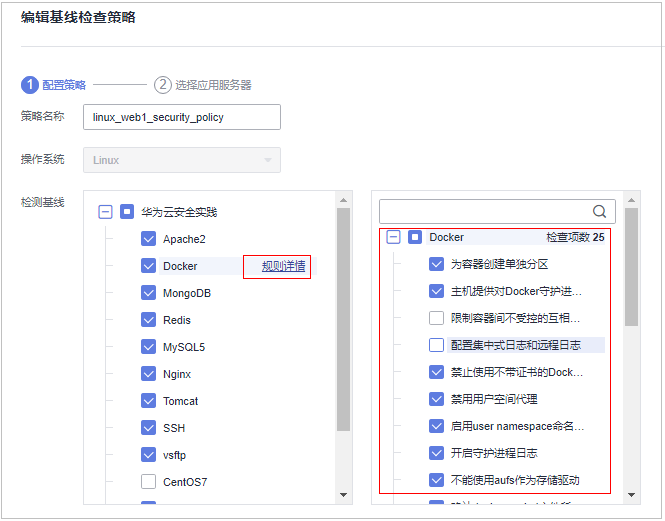 编辑基线检查策略
1 配置策略 2 选择应用服务器
策略名称 linux_web1_security_policy
操作系统 Linux
检测基线
华为云安全实践
Apache2
Docker 规则详情
MongoDB
Redis
MySQL5
Nginx
Tomcat
SSH
vsftp
CentOS7
Docker 检查项数 25
为容器创建单独分区
主机提供对Docker守护进...
限制容器间不受控的互相...
配置集中式日志和远程日志
禁止使用不带证书的Dock...
禁用用户空间代理
启用user namespace命名...
开启守护进程日志
不能使用aufs作为存储驱动